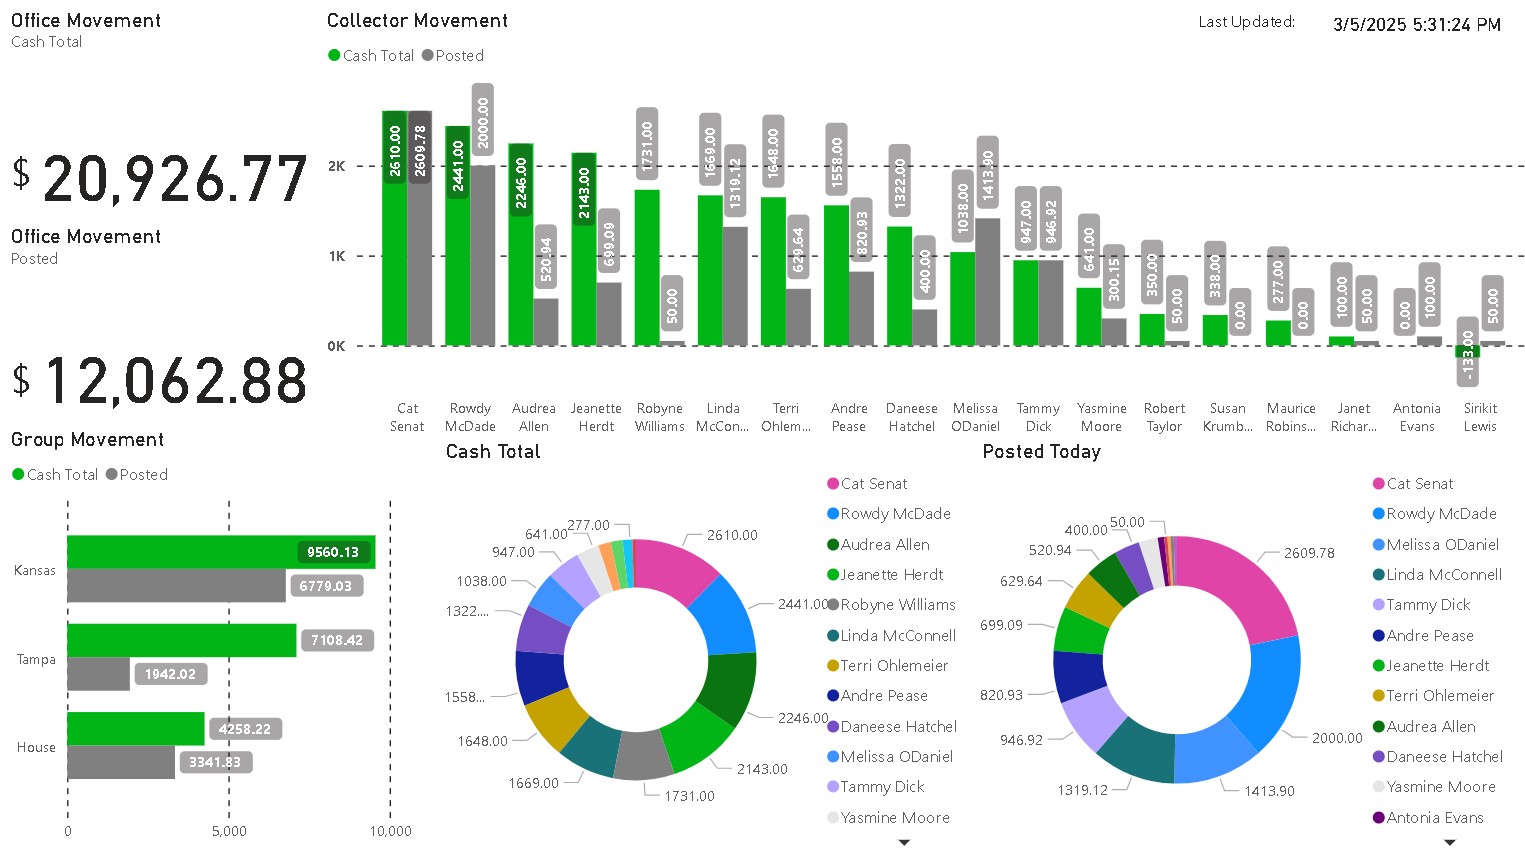 Office Movement
Cash Total
$ 20,926.77
Office Movement
Posted
$ 12,062.88
Collector Movement
Cash Total Posted
Last Updated: 3/5/2025 5:31:24 PM
2K
1K
0K
2610.00 2609.78
2441.00 2000.00
2246.00 520.94
2143.00 699.09
1731.00 50.00
1669.00 1319.12
1648.00 629.64
1558.00 820.93
1322.00 400.00
1038.00 1413.90
947.00 946.92
641.00 300.15
350.00 50.00
338.00 0.00
277.00 0.00
100.00 50.00
0.00 100.00
-133.00 50.00
Cat Senat
Rowdy McDade
Audrea Allen
Jeanette Herdt
Robyne Williams
Linda McCon...
Terri Ohlem...
Andre Pease
Daneese Hatchel
Melissa ODaniel
Tammy Dick
Yasmine Moore
Robert Taylor
Susan Krumb...
Maurice Robins...
Janet Richar...
Antonia Evans
Sirikit Lewis
Group Movement
Cash Total Posted
Kansas
9560.13
6779.03
Tampa
7108.42
1942.02
House
4258.22
3341.83
0 5,000 10,000
Cash Total
2610.00
2441.00
2246.00
2143.00
1731.00
1669.00
1648.00
1558...
1322....
1038.00
947.00
641.00
277.00
Cat Senat
Rowdy McDade
Audrea Allen
Jeanette Herdt
Robyne Williams
Linda McConnell
Terri Ohlemeier
Andre Pease
Daneese Hatchel
Melissa ODaniel
Tammy Dick
Yasmine Moore
Posted Today
2609.78
2000.00
1413.90
1319.12
946.92
820.93
699.09
629.64
520.94
400.00
50.00
Cat Senat
Rowdy McDade
Melissa ODaniel
Linda McConnell
Tammy Dick
Andre Pease
Jeanette Herdt
Terri Ohlemeier
Audrea Allen
Daneese Hatchel
Yasmine Moore
Antonia Evans